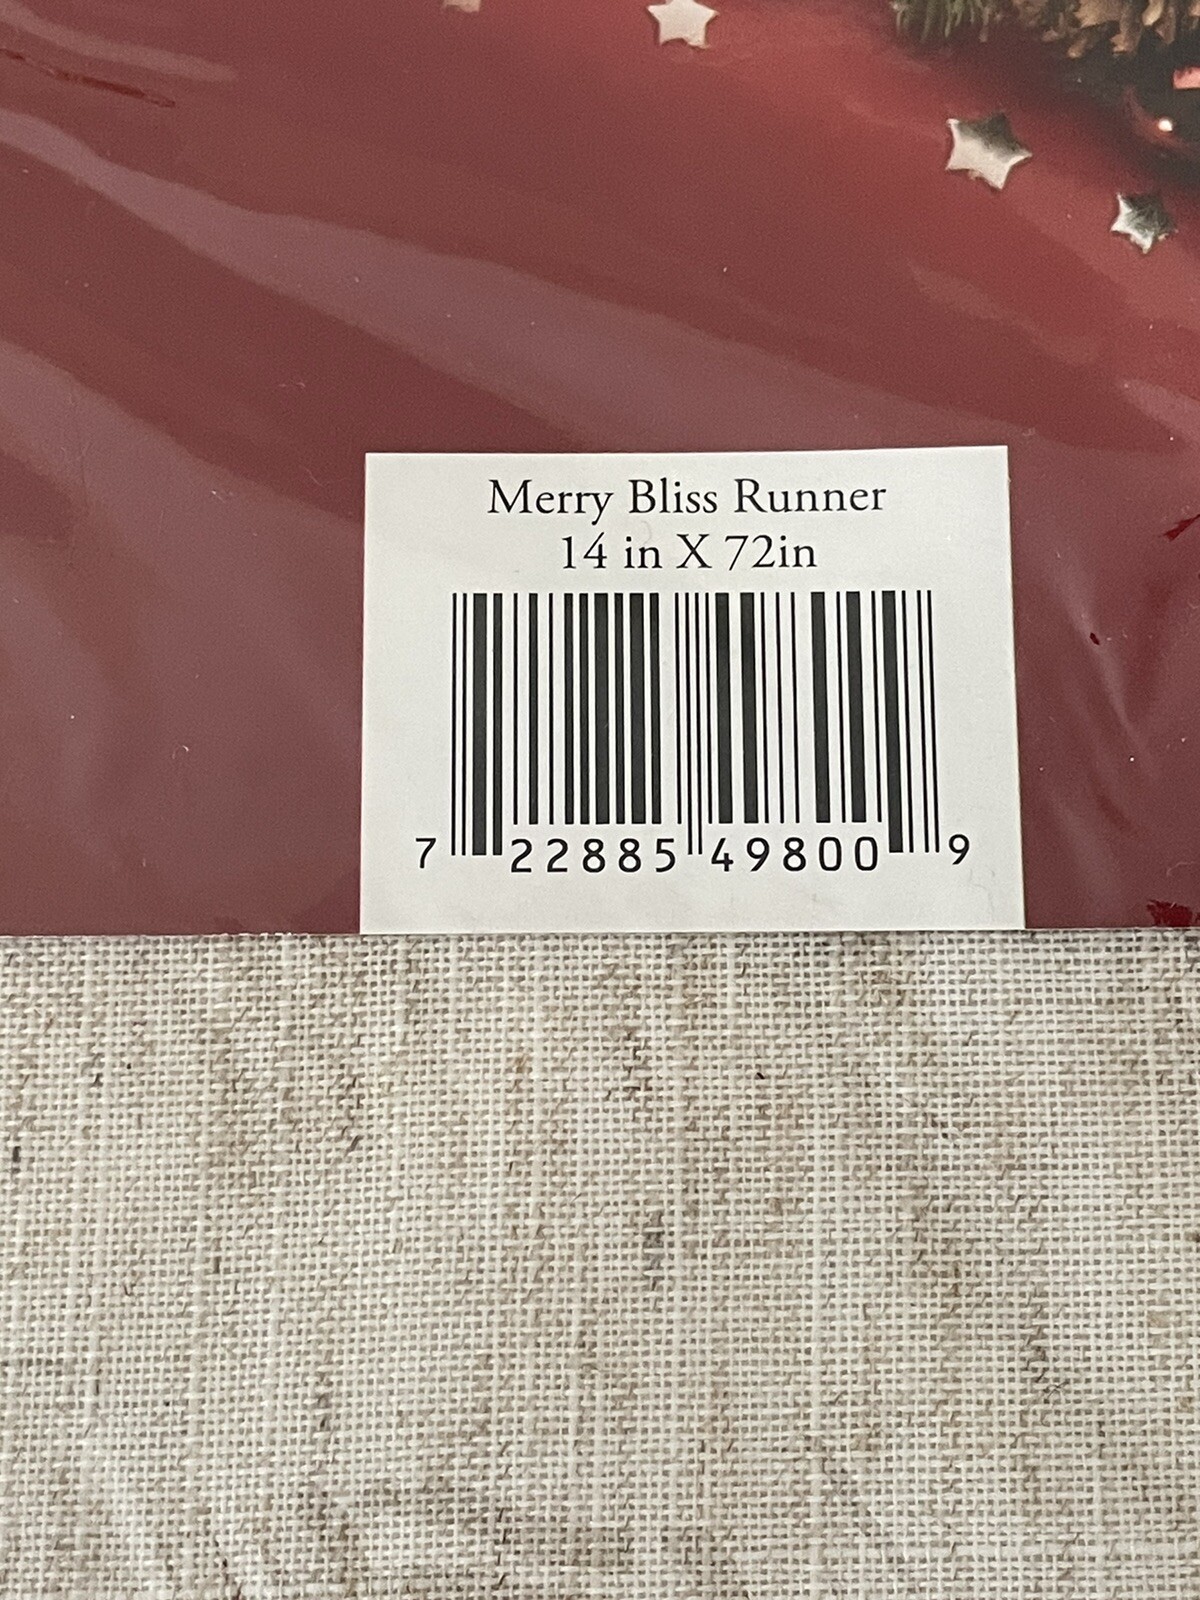 Merry Bliss Runner
14 in X 72in
7 22885 49800 9